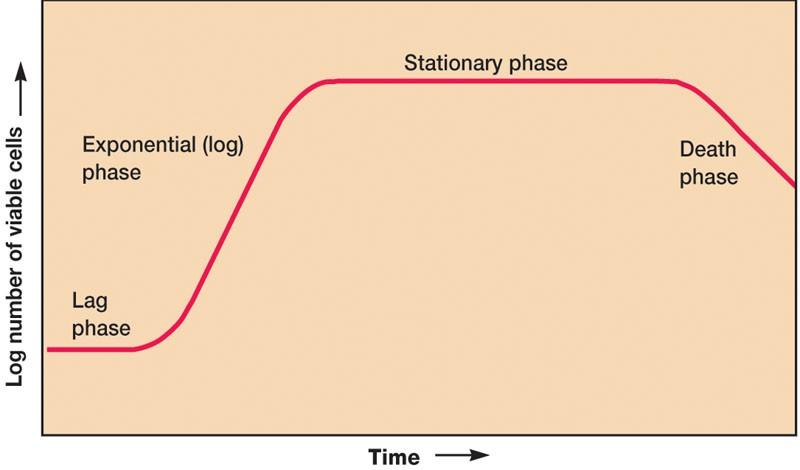 Stationary phase
Exponential (log)
phase
Death
phase
Lag
phase
Log number of viable cells
Time